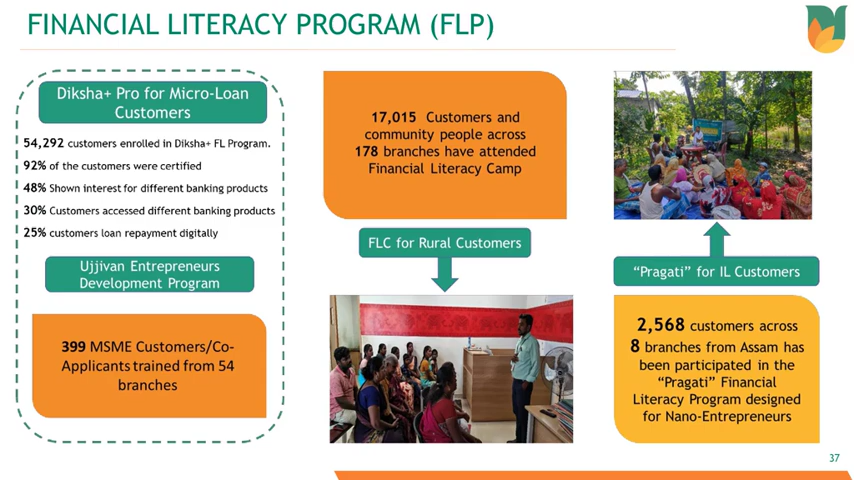 FINANCIAL LITERACY PROGRAM (FLP)
Diksha+ Pro for Micro-Loan
Customers
54,292 customers enrolled in Diksha+ FL Program.
92% of the customers were certified
48% Shown interest for different banking products
30% Customers accessed different banking products
25% customers loan repayment digitally
Ujjivan Entrepreneurs
Development Program
399 MSME Customers/Co-
Applicants trained from 54
branches
17,015 Customers and
community people across
178 branches have attended
Financial Literacy Camp
FLC for Rural Customers
"Pragati" for IL Customers
2,568 customers across
8 branches from Assam has
been participated in the
"Pragati" Financial
Literacy Program designed
for Nano-Entrepreneurs
37